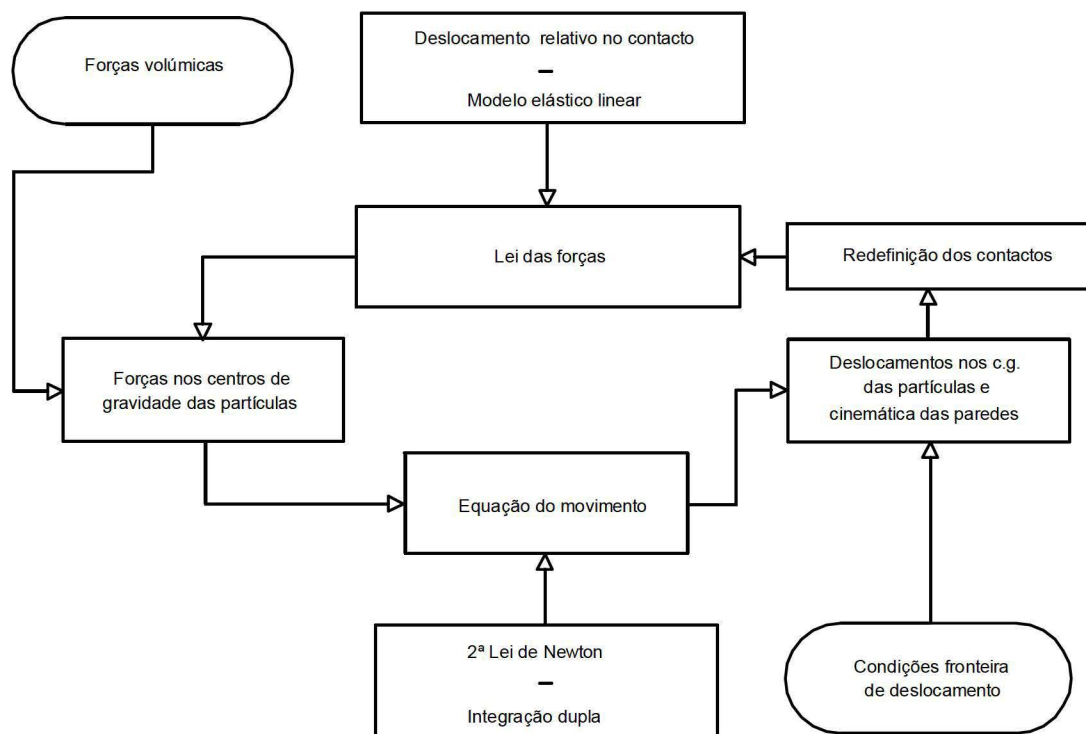 Forças volúmicas
Deslocamento relativo no contacto
–
Modelo elástico linear
Lei das forças
Redefinição dos contactos
Forças nos centros de
gravidade das partículas
Deslocamentos nos c.g.
das partículas e
cinemática das paredes
Equação do movimento
2ª Lei de Newton
–
Integração dupla
Condições fronteira
de deslocamento